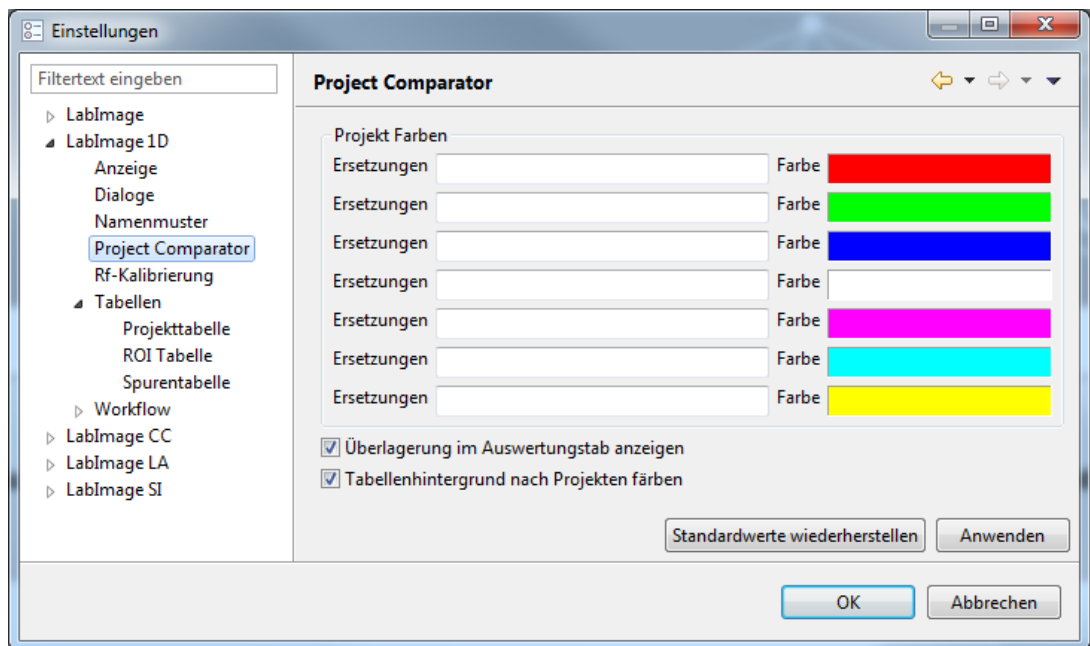 Einstellungen
Filtertext eingeben
LabImage
LabImage 1D
Anzeige
Dialoge
Namenmuster
Project Comparator
Rf-Kalibrierung
Tabellen
Projekttabelle
ROI Tabelle
Spurentabelle
Workflow
LabImage CC
LabImage LA
LabImage SI
Project Comparator
Projekt Farben
Ersetzungen Farbe
Ersetzungen Farbe
Ersetzungen Farbe
Ersetzungen Farbe
Ersetzungen Farbe
Ersetzungen Farbe
Ersetzungen Farbe
Überlagerung im Auswertungstab anzeigen
Tabellenhintergrund nach Projekten färben
Standardwerte wiederherstellen Anwenden
OK Abbrechen